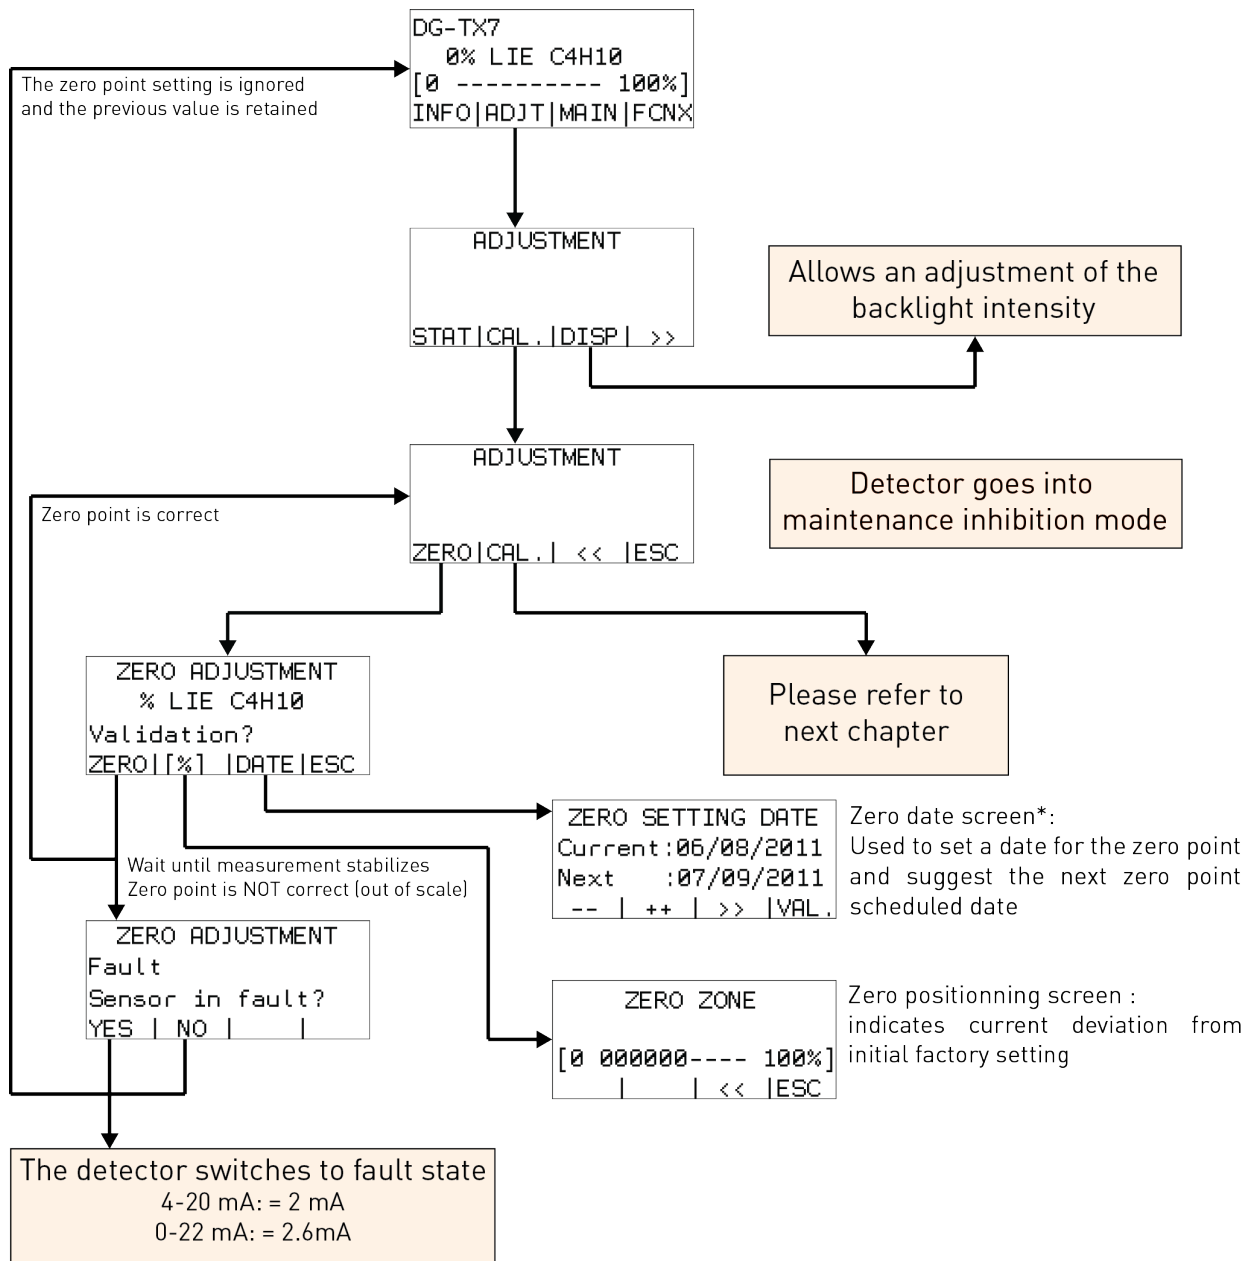 DG-TX7
0% LIE C4H10
[0 ---------- 100%]
INFO|ADJT|MAIN|FCNX
The zero point setting is ignored
and the previous value is retained
ADJUSTMENT
STAT|CAL.|DISP| >>
Allows an adjustment of the
backlight intensity
ADJUSTMENT
ZERO|CAL.| << |ESC
Zero point is correct
Detector goes into
maintenance inhibition mode
ZERO ADJUSTMENT
% LIE C4H10
Validation?
ZERO|[%] |DATE|ESC
Please refer to
next chapter
ZERO SETTING DATE
Current:06/08/2011
Next :07/09/2011
-- | ++ | >> |VAL.
Zero date screen*:
Used to set a date for the zero point
and suggest the next zero point
scheduled date
Wait until measurement stabilizes
Zero point is NOT correct (out of scale)
ZERO ADJUSTMENT
Fault
Sensor in fault?
YES | NO | |
ZERO ZONE
[0 000000---- 100%]
| | << |ESC
Zero positionning screen :
indicates current deviation from
initial factory setting
The detector switches to fault state
4-20 mA: = 2 mA
0-22 mA: = 2.6mA